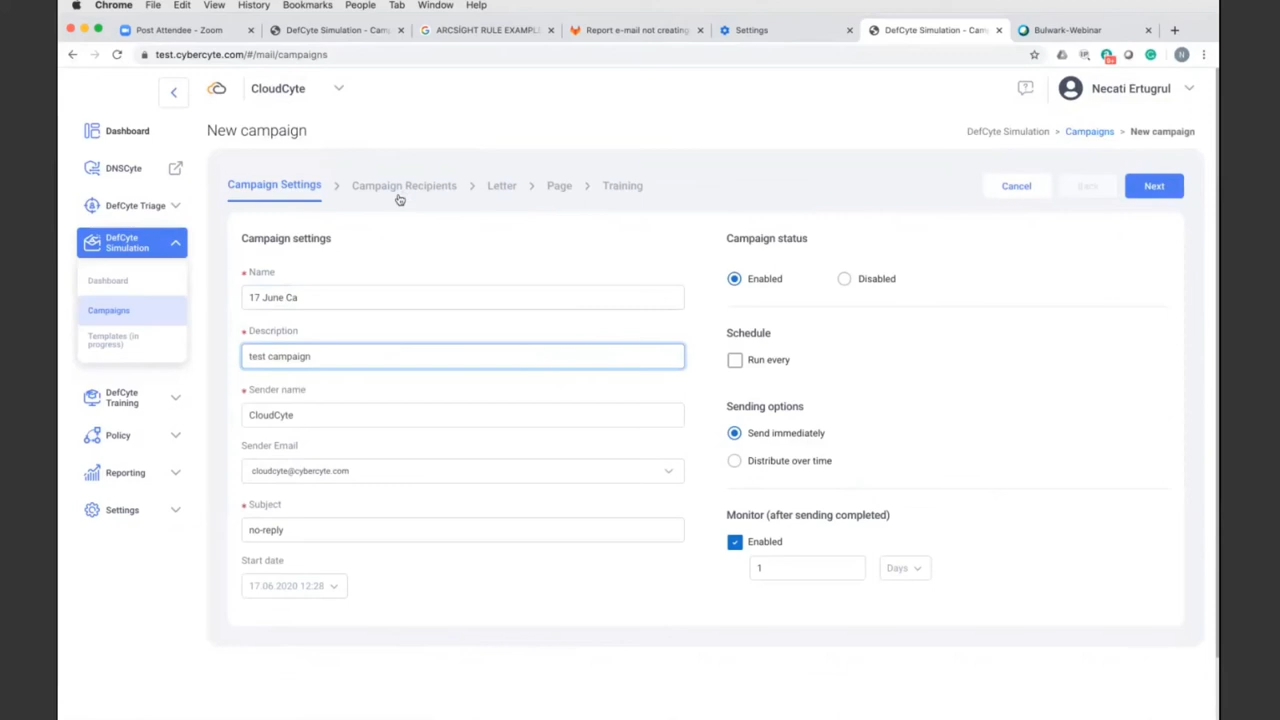 Chrome File Edit View History Bookmarks People Tab Window Help
Post Attendee - Zoom
DefCyte Simulation - Cam
ARCSİGHT RULE EXAMPLE
Report e-mail not creating
Settings
DefCyte Simulation - Cam
Bulwark-Webinar
test.cybercyte.com/#/mail/campaigns
CloudCyte
Necati Ertugrul
New campaign
DefCyte Simulation > Campaigns > New campaign
Dashboard
DNSCyte
DefCyte Triage
DefCyte
Simulation
Dashboard
Campaigns
Templates (in
progress)
DefCyte
Training
Policy
Reporting
Settings
Campaign Settings > Campaign Recipients > Letter > Page > Training
Cancel
Back
Next
Campaign settings
* Name
17 June Ca
* Description
test campaign
* Sender name
CloudCyte
Sender Email
cloudcyte@cybercyte.com
* Subject
no-reply
Start date
17.06.2020 12:28
Campaign status
Enabled
Disabled
Schedule
Run every
Sending options
Send immediately
Distribute over time
Monitor (after sending completed)
Enabled
1
Days